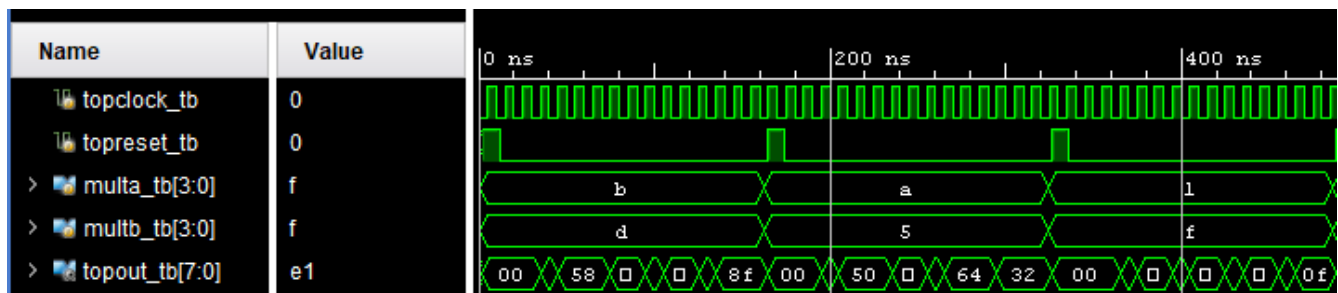 Name Value 0 ns 200 ns 400 ns
topclock_tb 0
topreset_tb 0
multa_tb[3:0] f b a 1
multb_tb[3:0] f d 5 f
topout_tb[7:0] e1 00 58 8f 00 50 64 32 00 0f